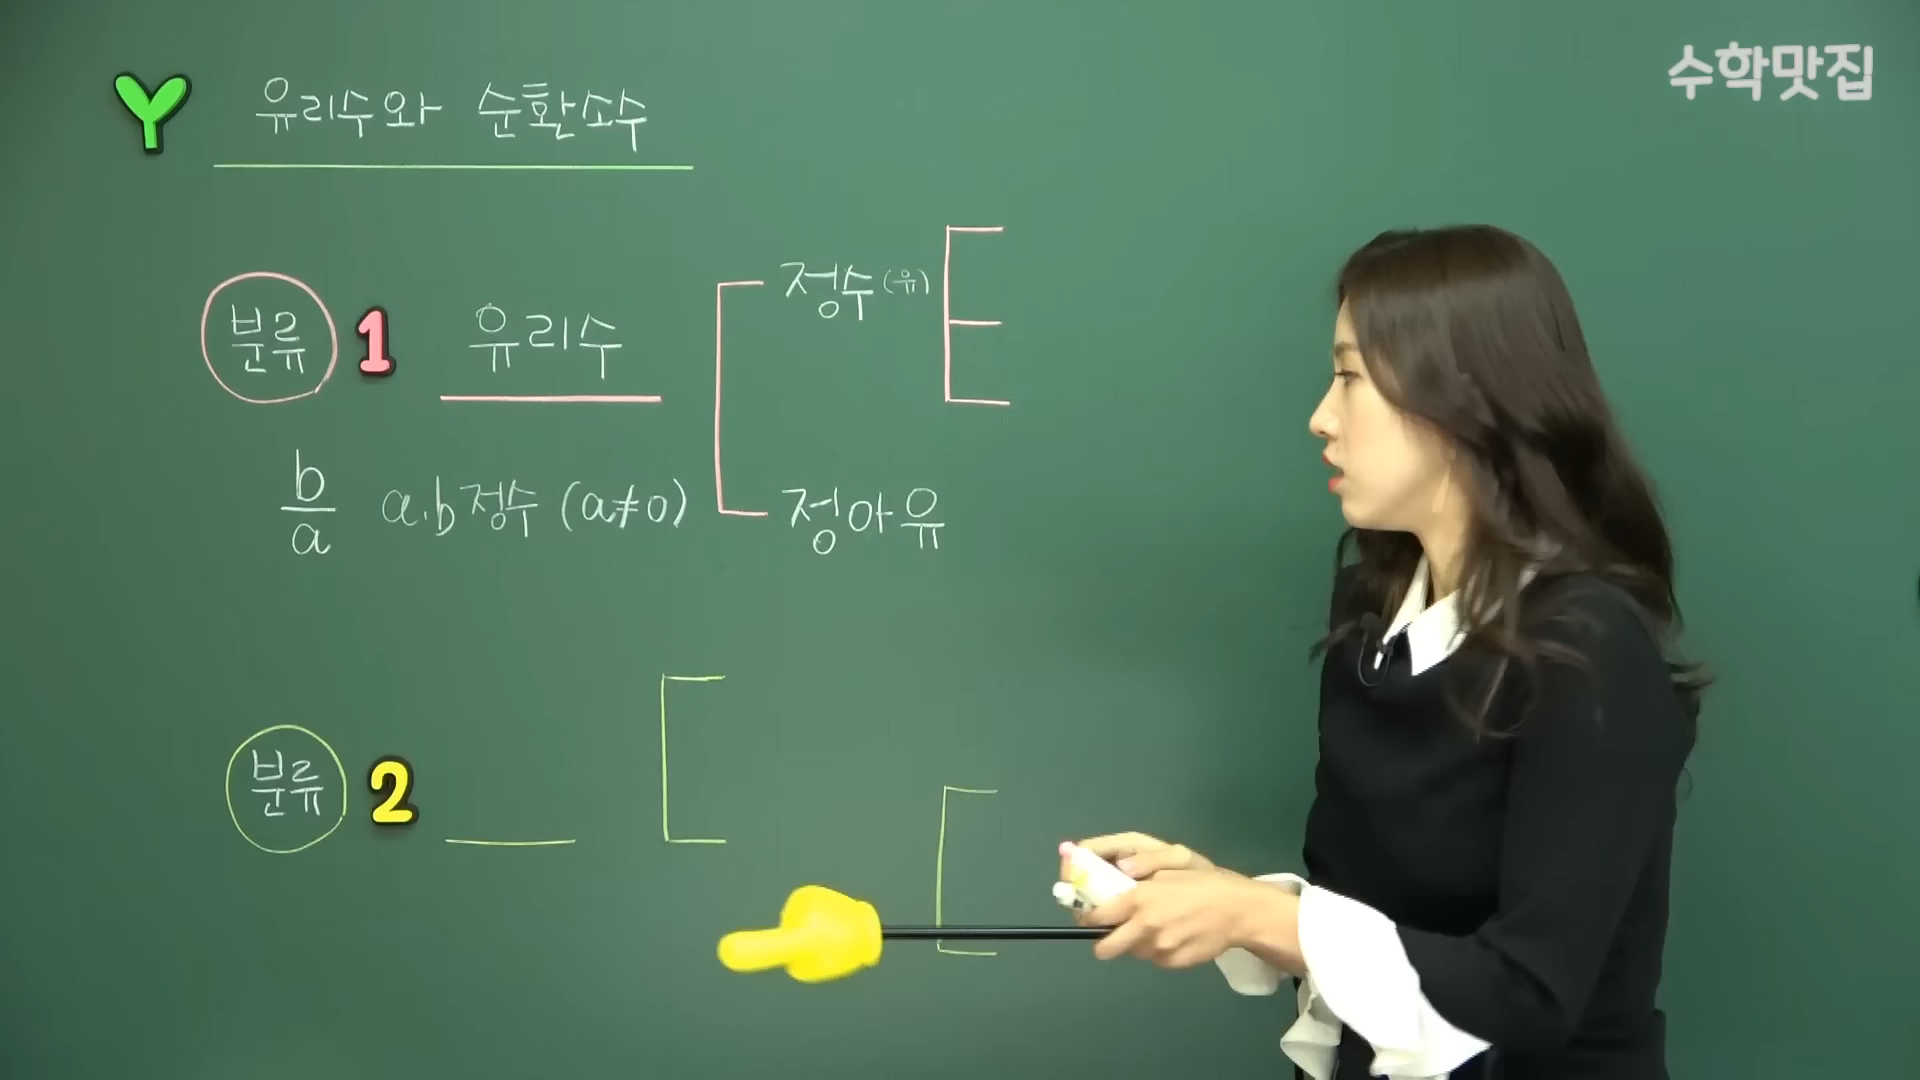 수학맛집
Y 유리수와 순환소수
분류 1 유리수
정수(유)
b/a a.b 정수 (a≠0)
정아유
분류 2